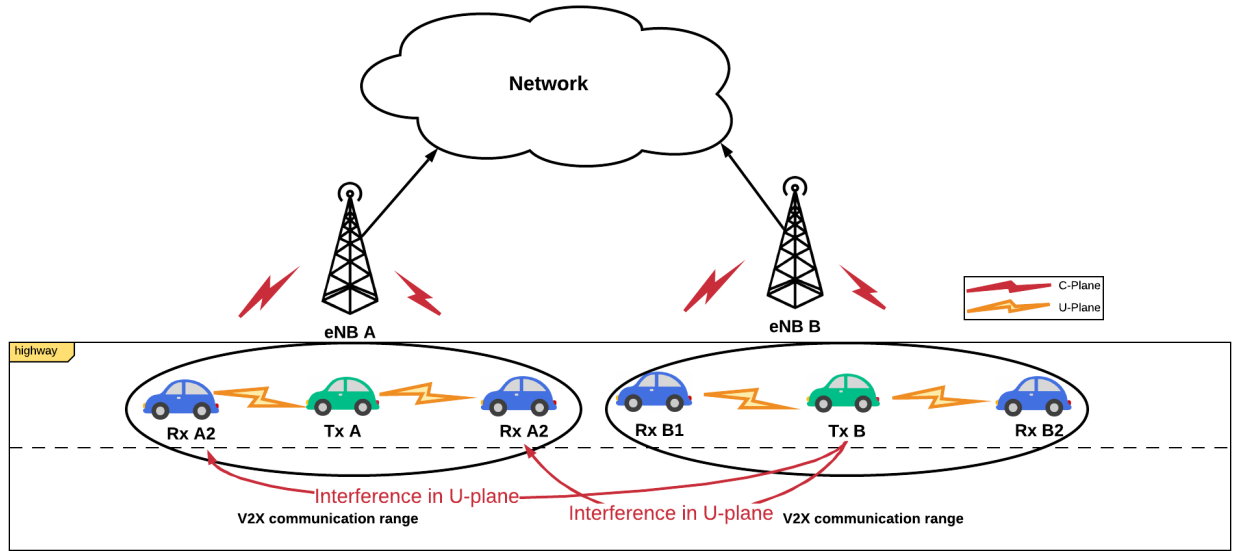 Network
eNB A
eNB B
C-Plane
U-Plane
highway
Rx A2
Tx A
Rx A2
Rx B1
Tx B
Rx B2
Interference in U-plane
Interference in U-plane
V2X communication range
V2X communication range